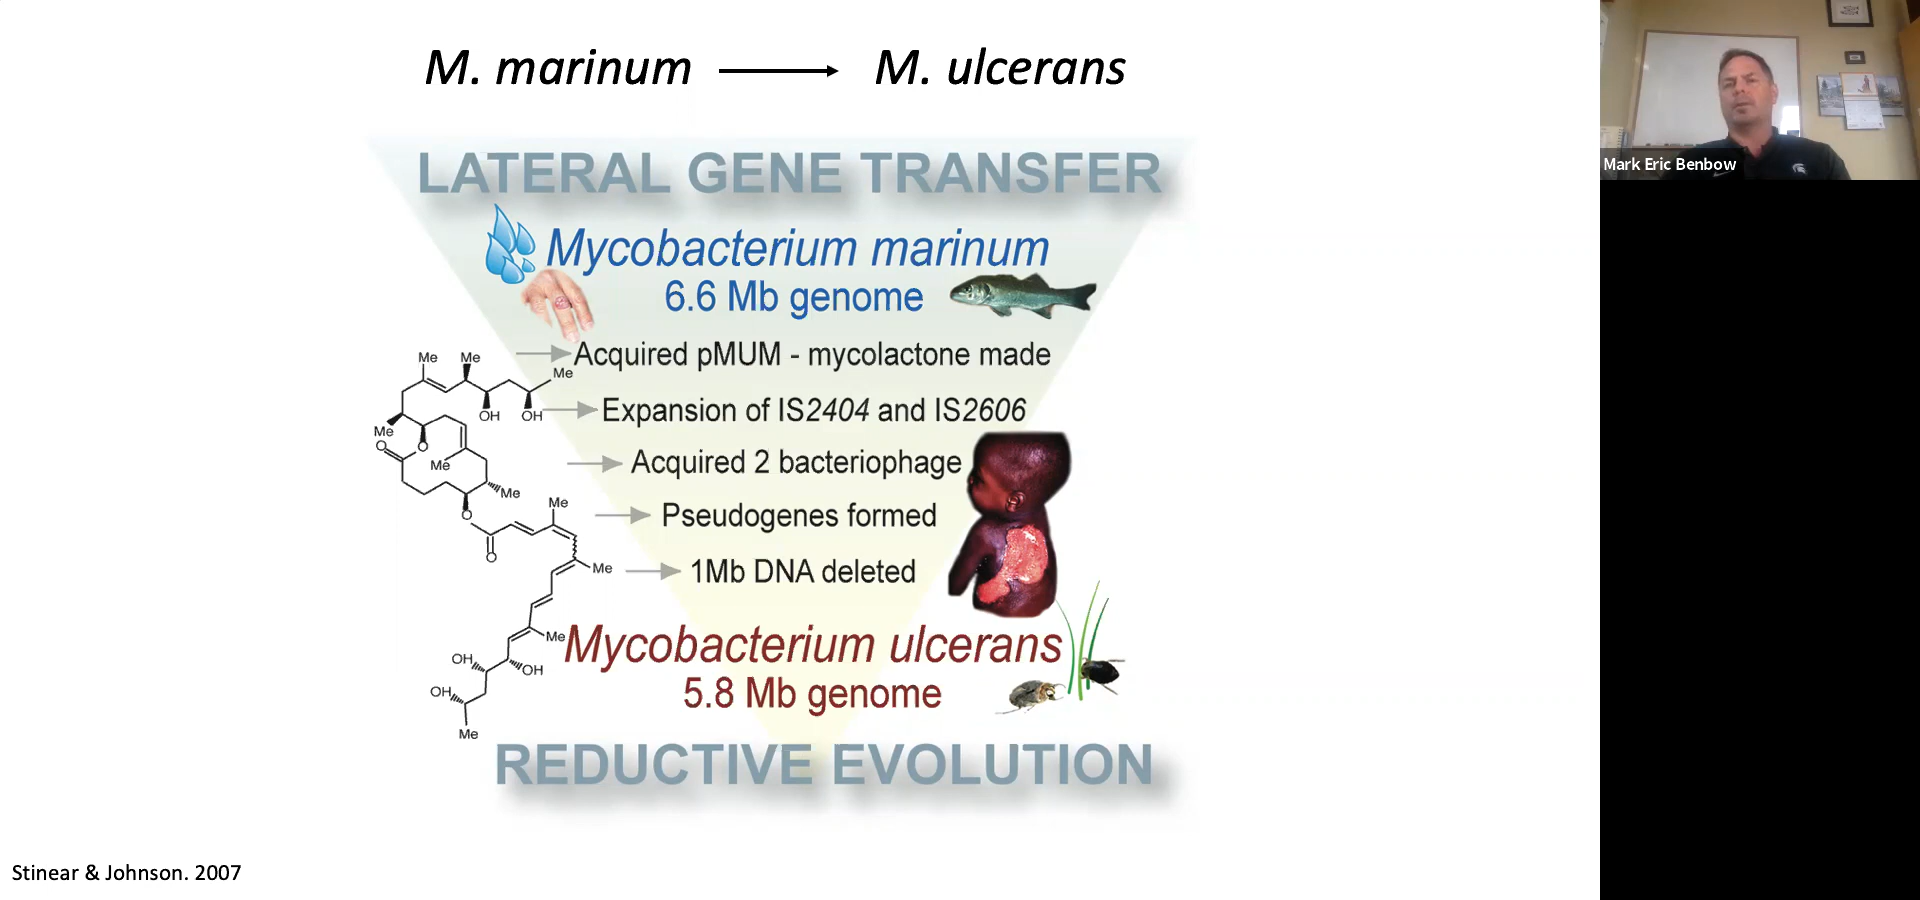 M. marinum
M. ulcerans
LATERAL GENE TRANSFER
Mycobacterium marinum
6.6 Mb genome
Acquired pMUM - mycolactone made
Expansion of IS2404 and IS2606
Acquired 2 bacteriophage
Pseudogenes formed
1Mb DNA deleted
Mycobacterium ulcerans
5.8 Mb genome
REDUCTIVE EVOLUTION
Me
Me
Me
OH
OH
Me
O
O
Me
Me
O
Me
O
Me
Me
OH
OH
OH
Me
Stinear & Johnson. 2007
Mark Eric Benbow